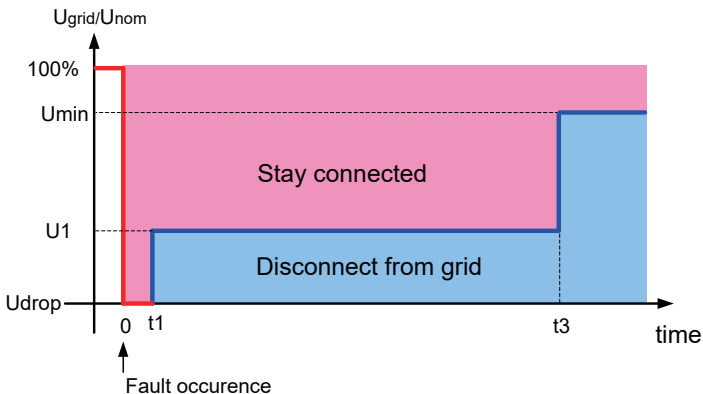 Ugrid/Unom
100%
Umin
Stay connected
U1
Disconnect from grid
Udrop
0
t1
t3
time
Fault occurence